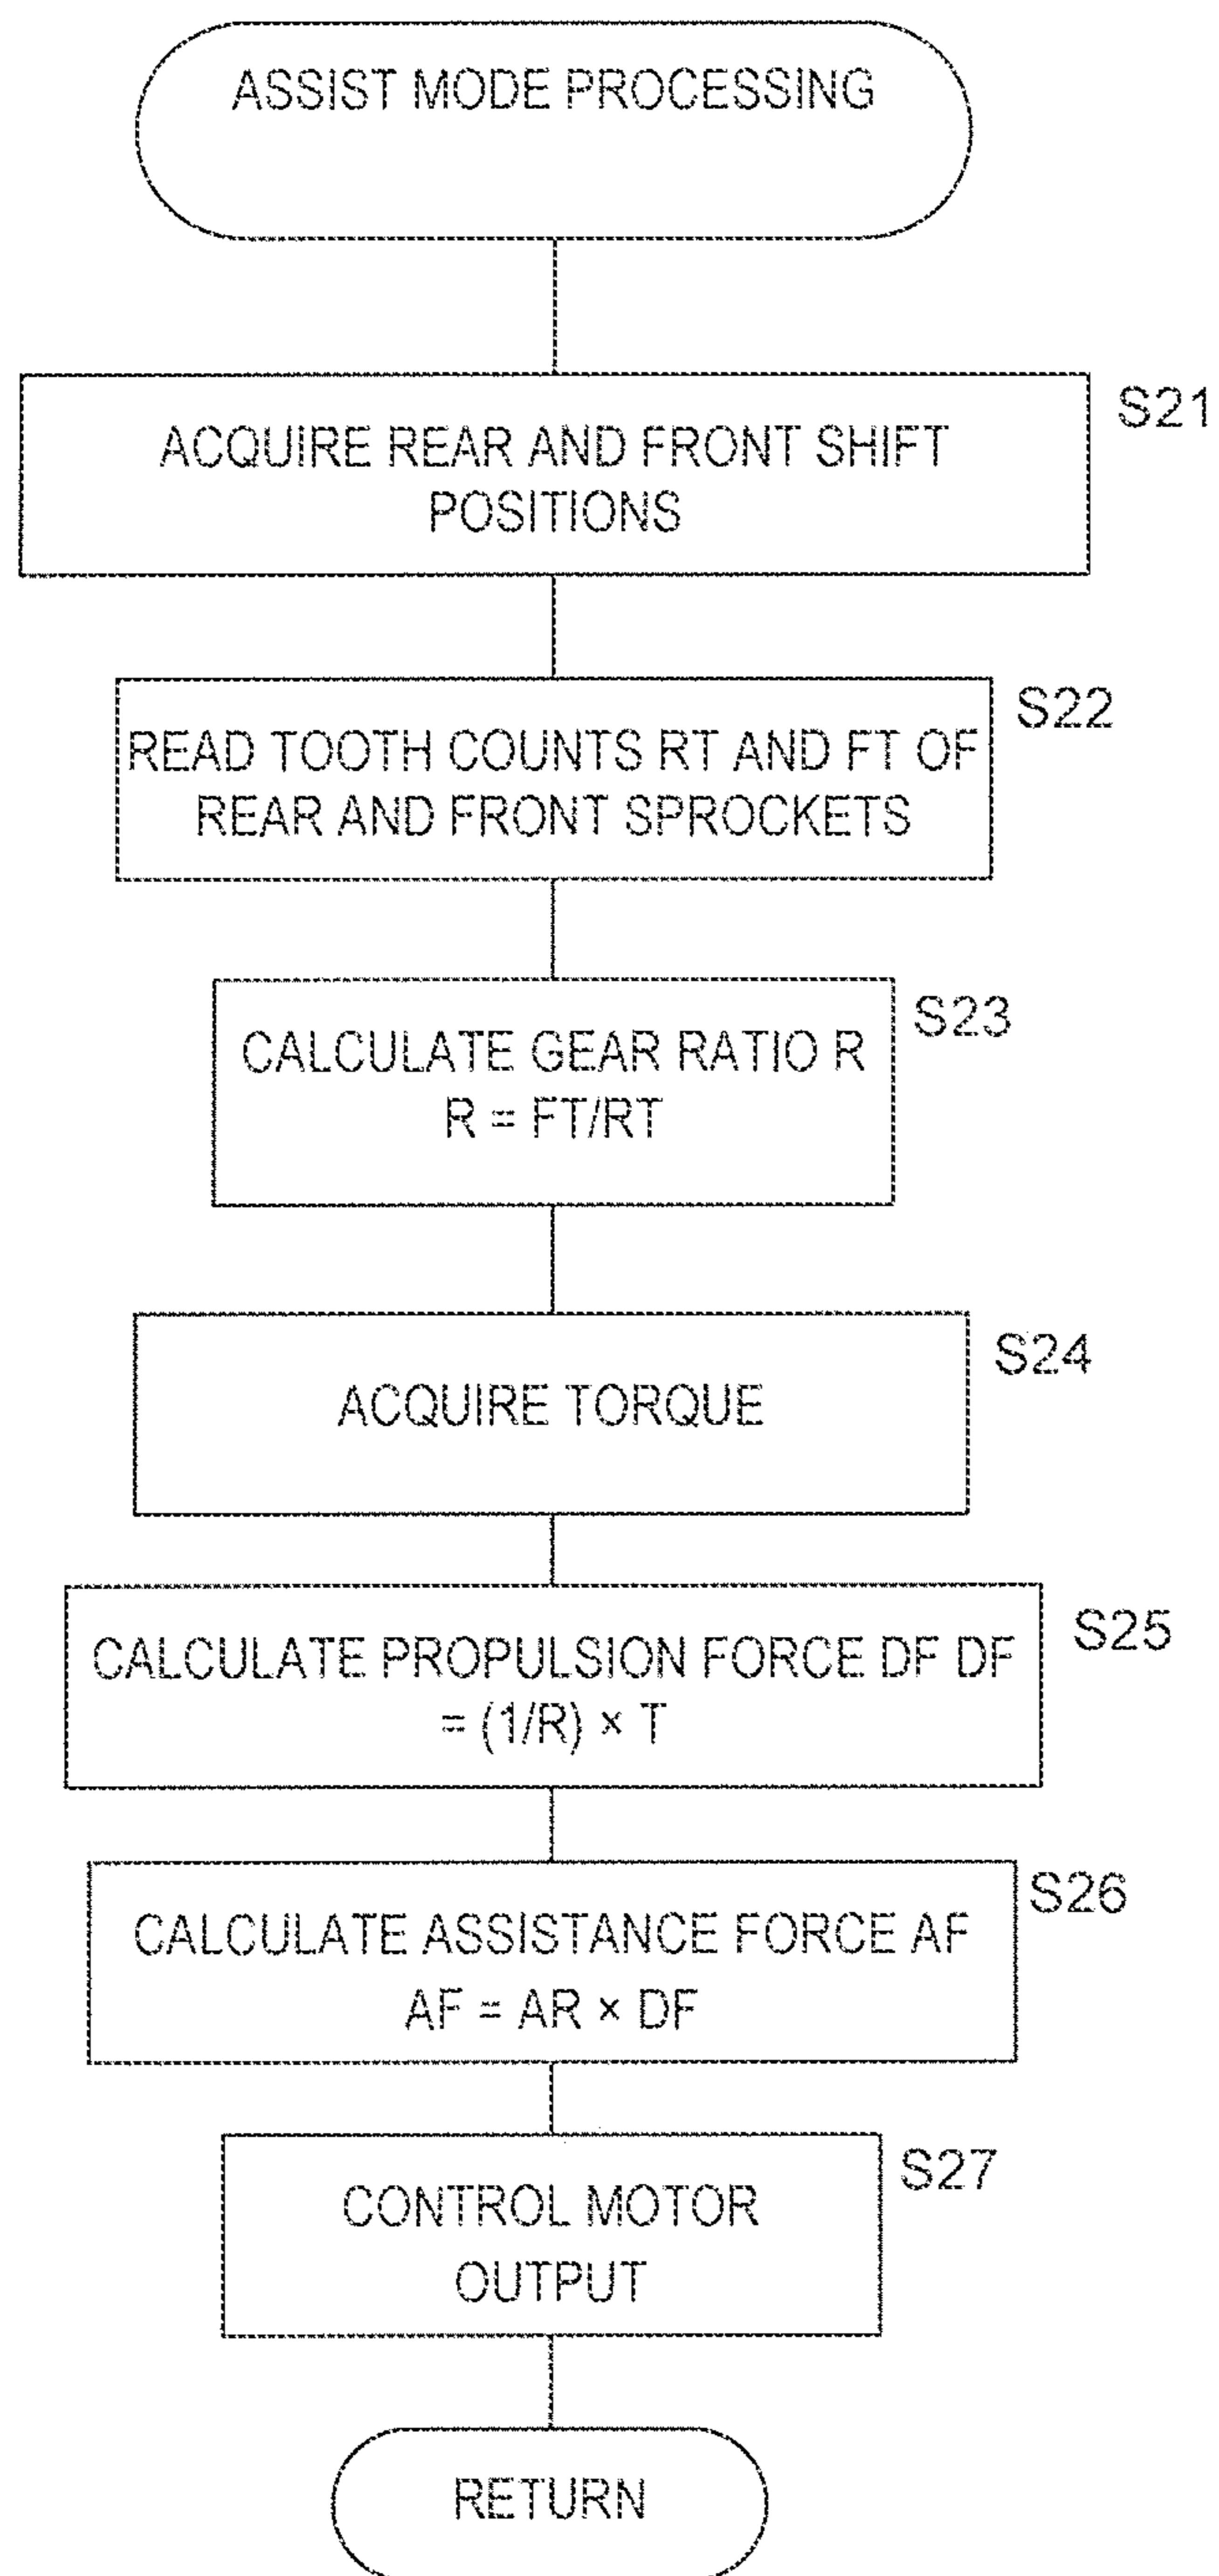 ASSIST MODE PROCESSING
S21
ACQUIRE REAR AND FRONT SHIFT
POSITIONS
S22
READ TOOTH COUNTS RT AND FT OF
REAR AND FRONT SPROCKETS
S23
CALCULATE GEAR RATIO R
R = FT/RT
S24
ACQUIRE TORQUE
S25
CALCULATE PROPULSION FORCE DF DF
= (1/R) × T
S26
CALCULATE ASSISTANCE FORCE AF
AF = AR × DF
S27
CONTROL MOTOR
OUTPUT
RETURN